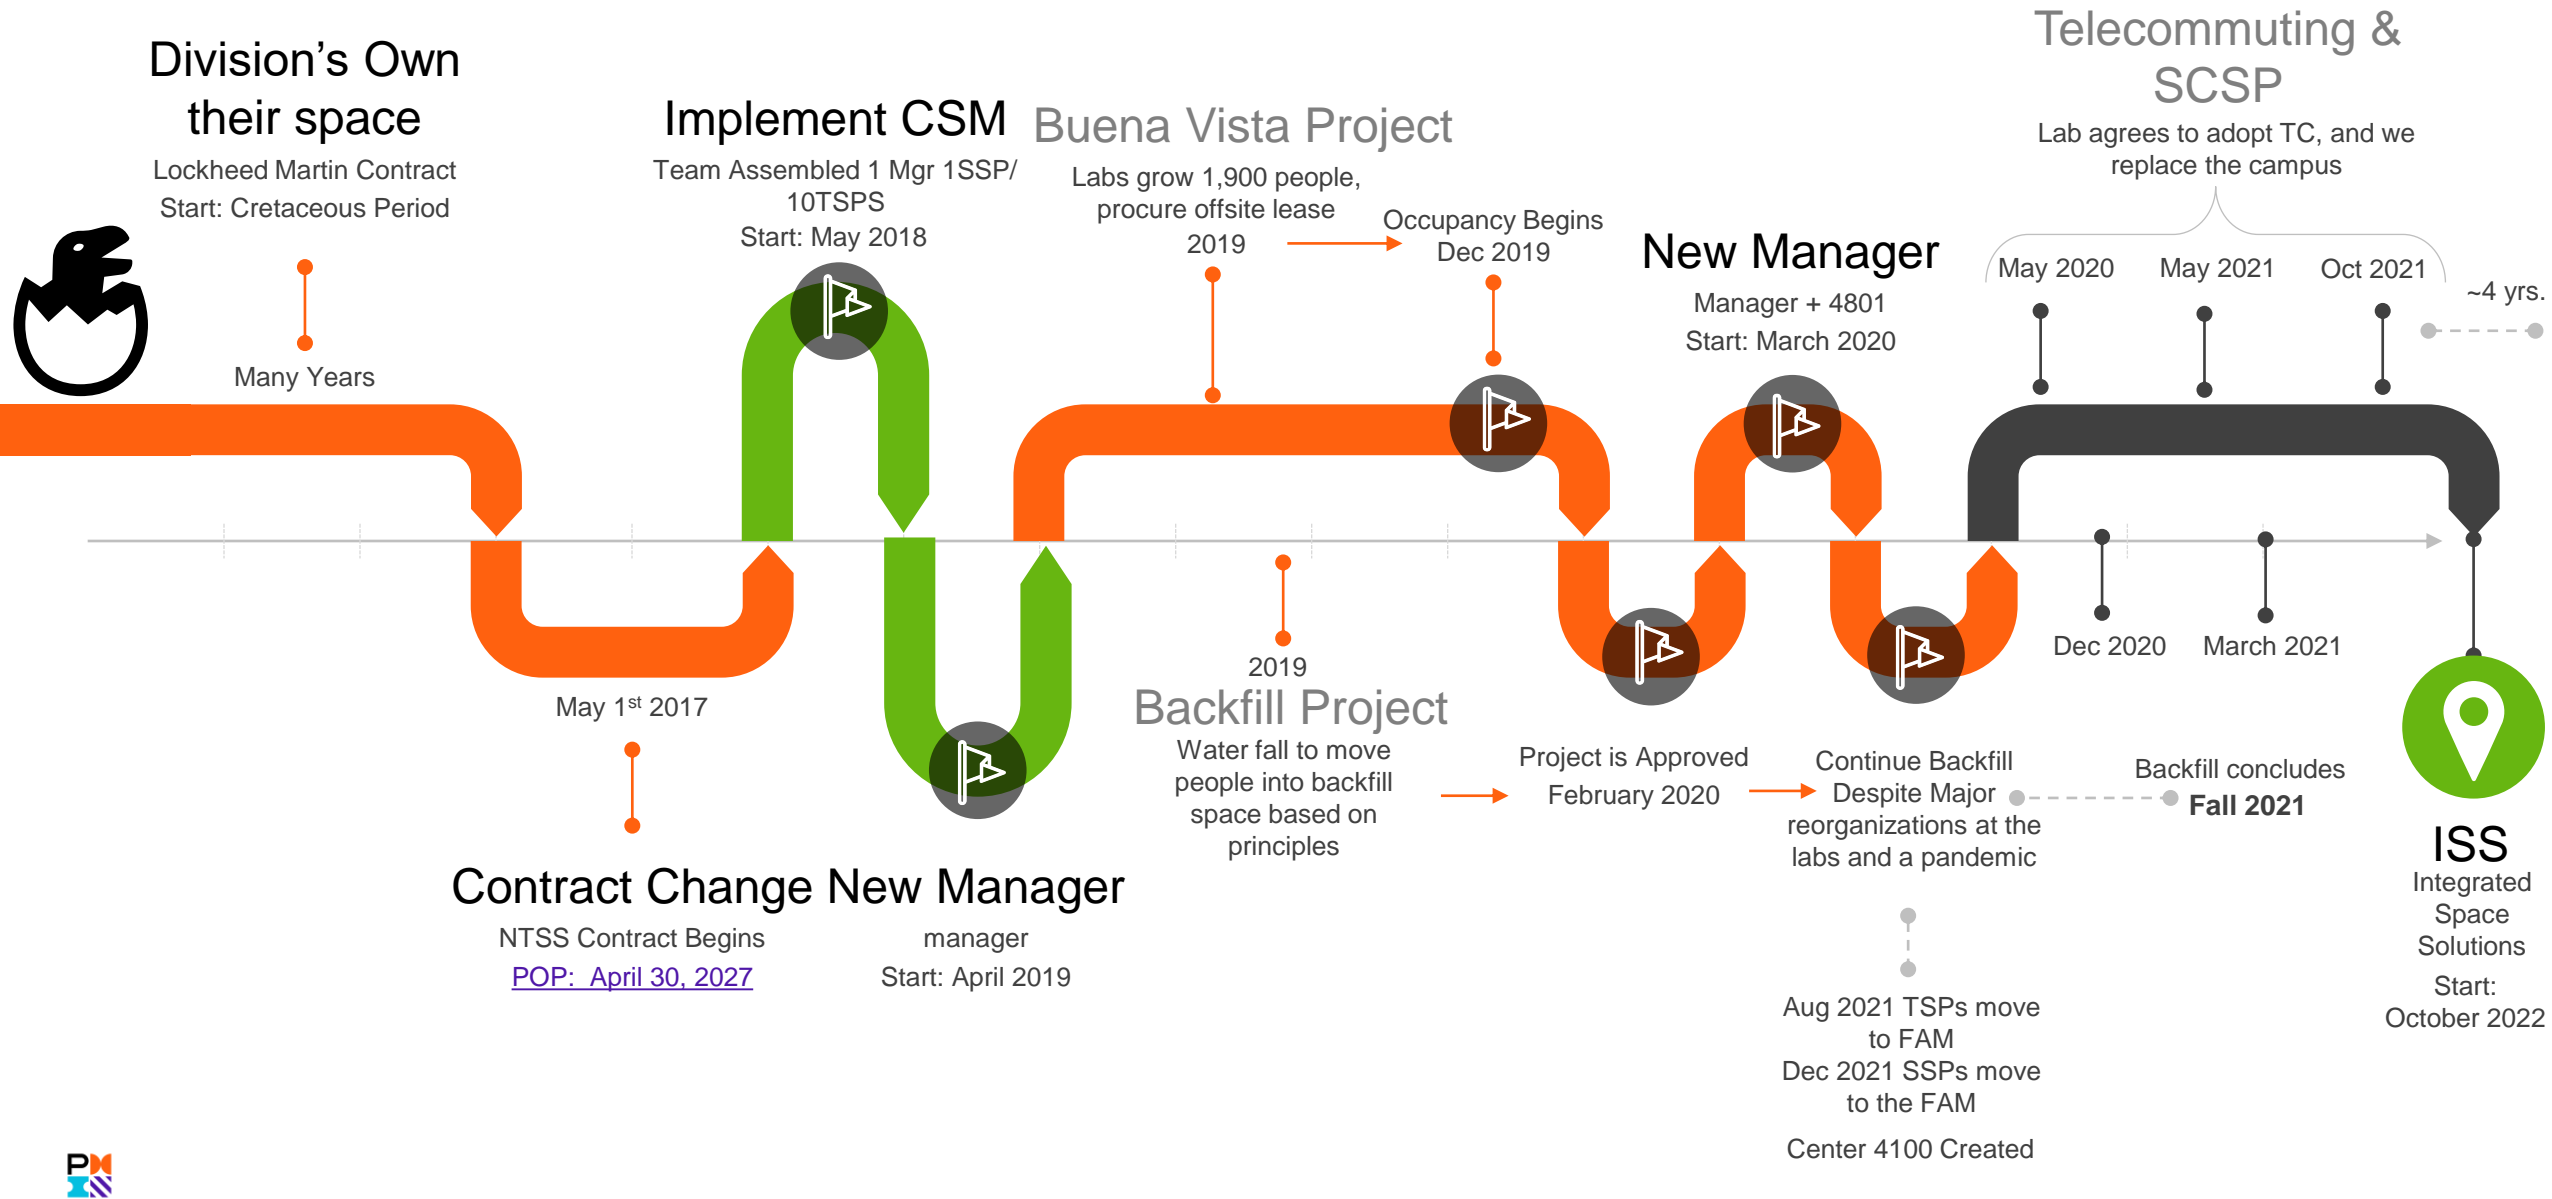 Division’s Own
their space
Lockheed Martin Contract
Start: Cretaceous Period
Many Years
May 1st 2017
Contract Change
NTSS Contract Begins
POP:  April 30, 2027
Implement CSM
Team Assembled 1 Mgr 1SSP/
10TSPS
Start: May 2018
New Manager
manager
Start: April 2019
Buena Vista Project
Labs grow 1,900 people,
procure offsite lease
2019
Occupancy Begins
Dec 2019
2019
Backfill Project
Water fall to move
people into backfill
space based on
principles
Project is Approved
February 2020
New Manager
Manager + 4801
Start: March 2020
Continue Backfill
Despite Major
reorganizations at the
labs and a pandemic
Backfill concludes
Fall 2021
Aug 2021 TSPs move
to FAM
Dec 2021 SSPs move
to the FAM
Center 4100 Created
Telecommuting &
SCSP
Lab agrees to adopt TC, and we
replace the campus
May 2020
May 2021
Oct 2021
~4 yrs.
Dec 2020
March 2021
ISS
Integrated
Space
Solutions
Start:
October 2022